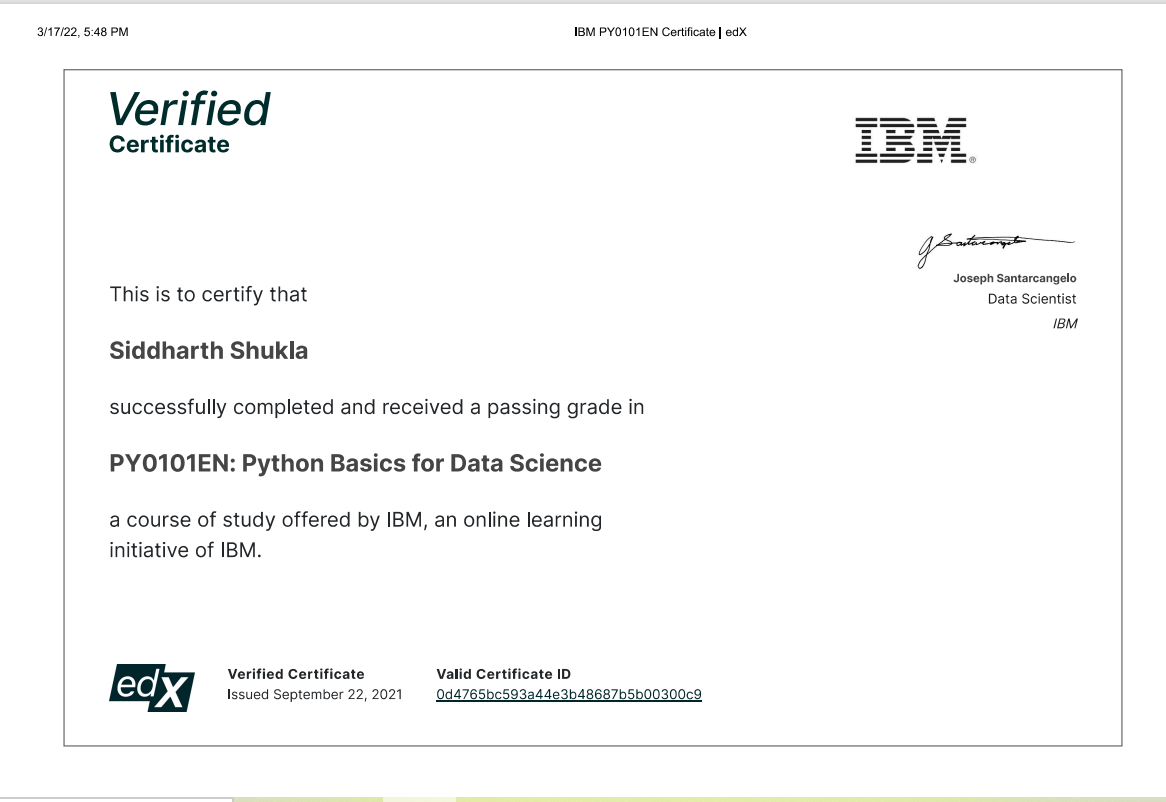 3/17/22, 5:48 PM
IBM PY0101EN Certificate | edX
Verified
Certificate
IBM®
J Santarcangelo
Joseph Santarcangelo
Data Scientist
IBM
This is to certify that
Siddharth Shukla
successfully completed and received a passing grade in
PY0101EN: Python Basics for Data Science
a course of study offered by IBM, an online learning
initiative of IBM.
edX
Verified Certificate
Issued September 22, 2021
Valid Certificate ID
0d4765bc593a44e3b48687b5b00300c9